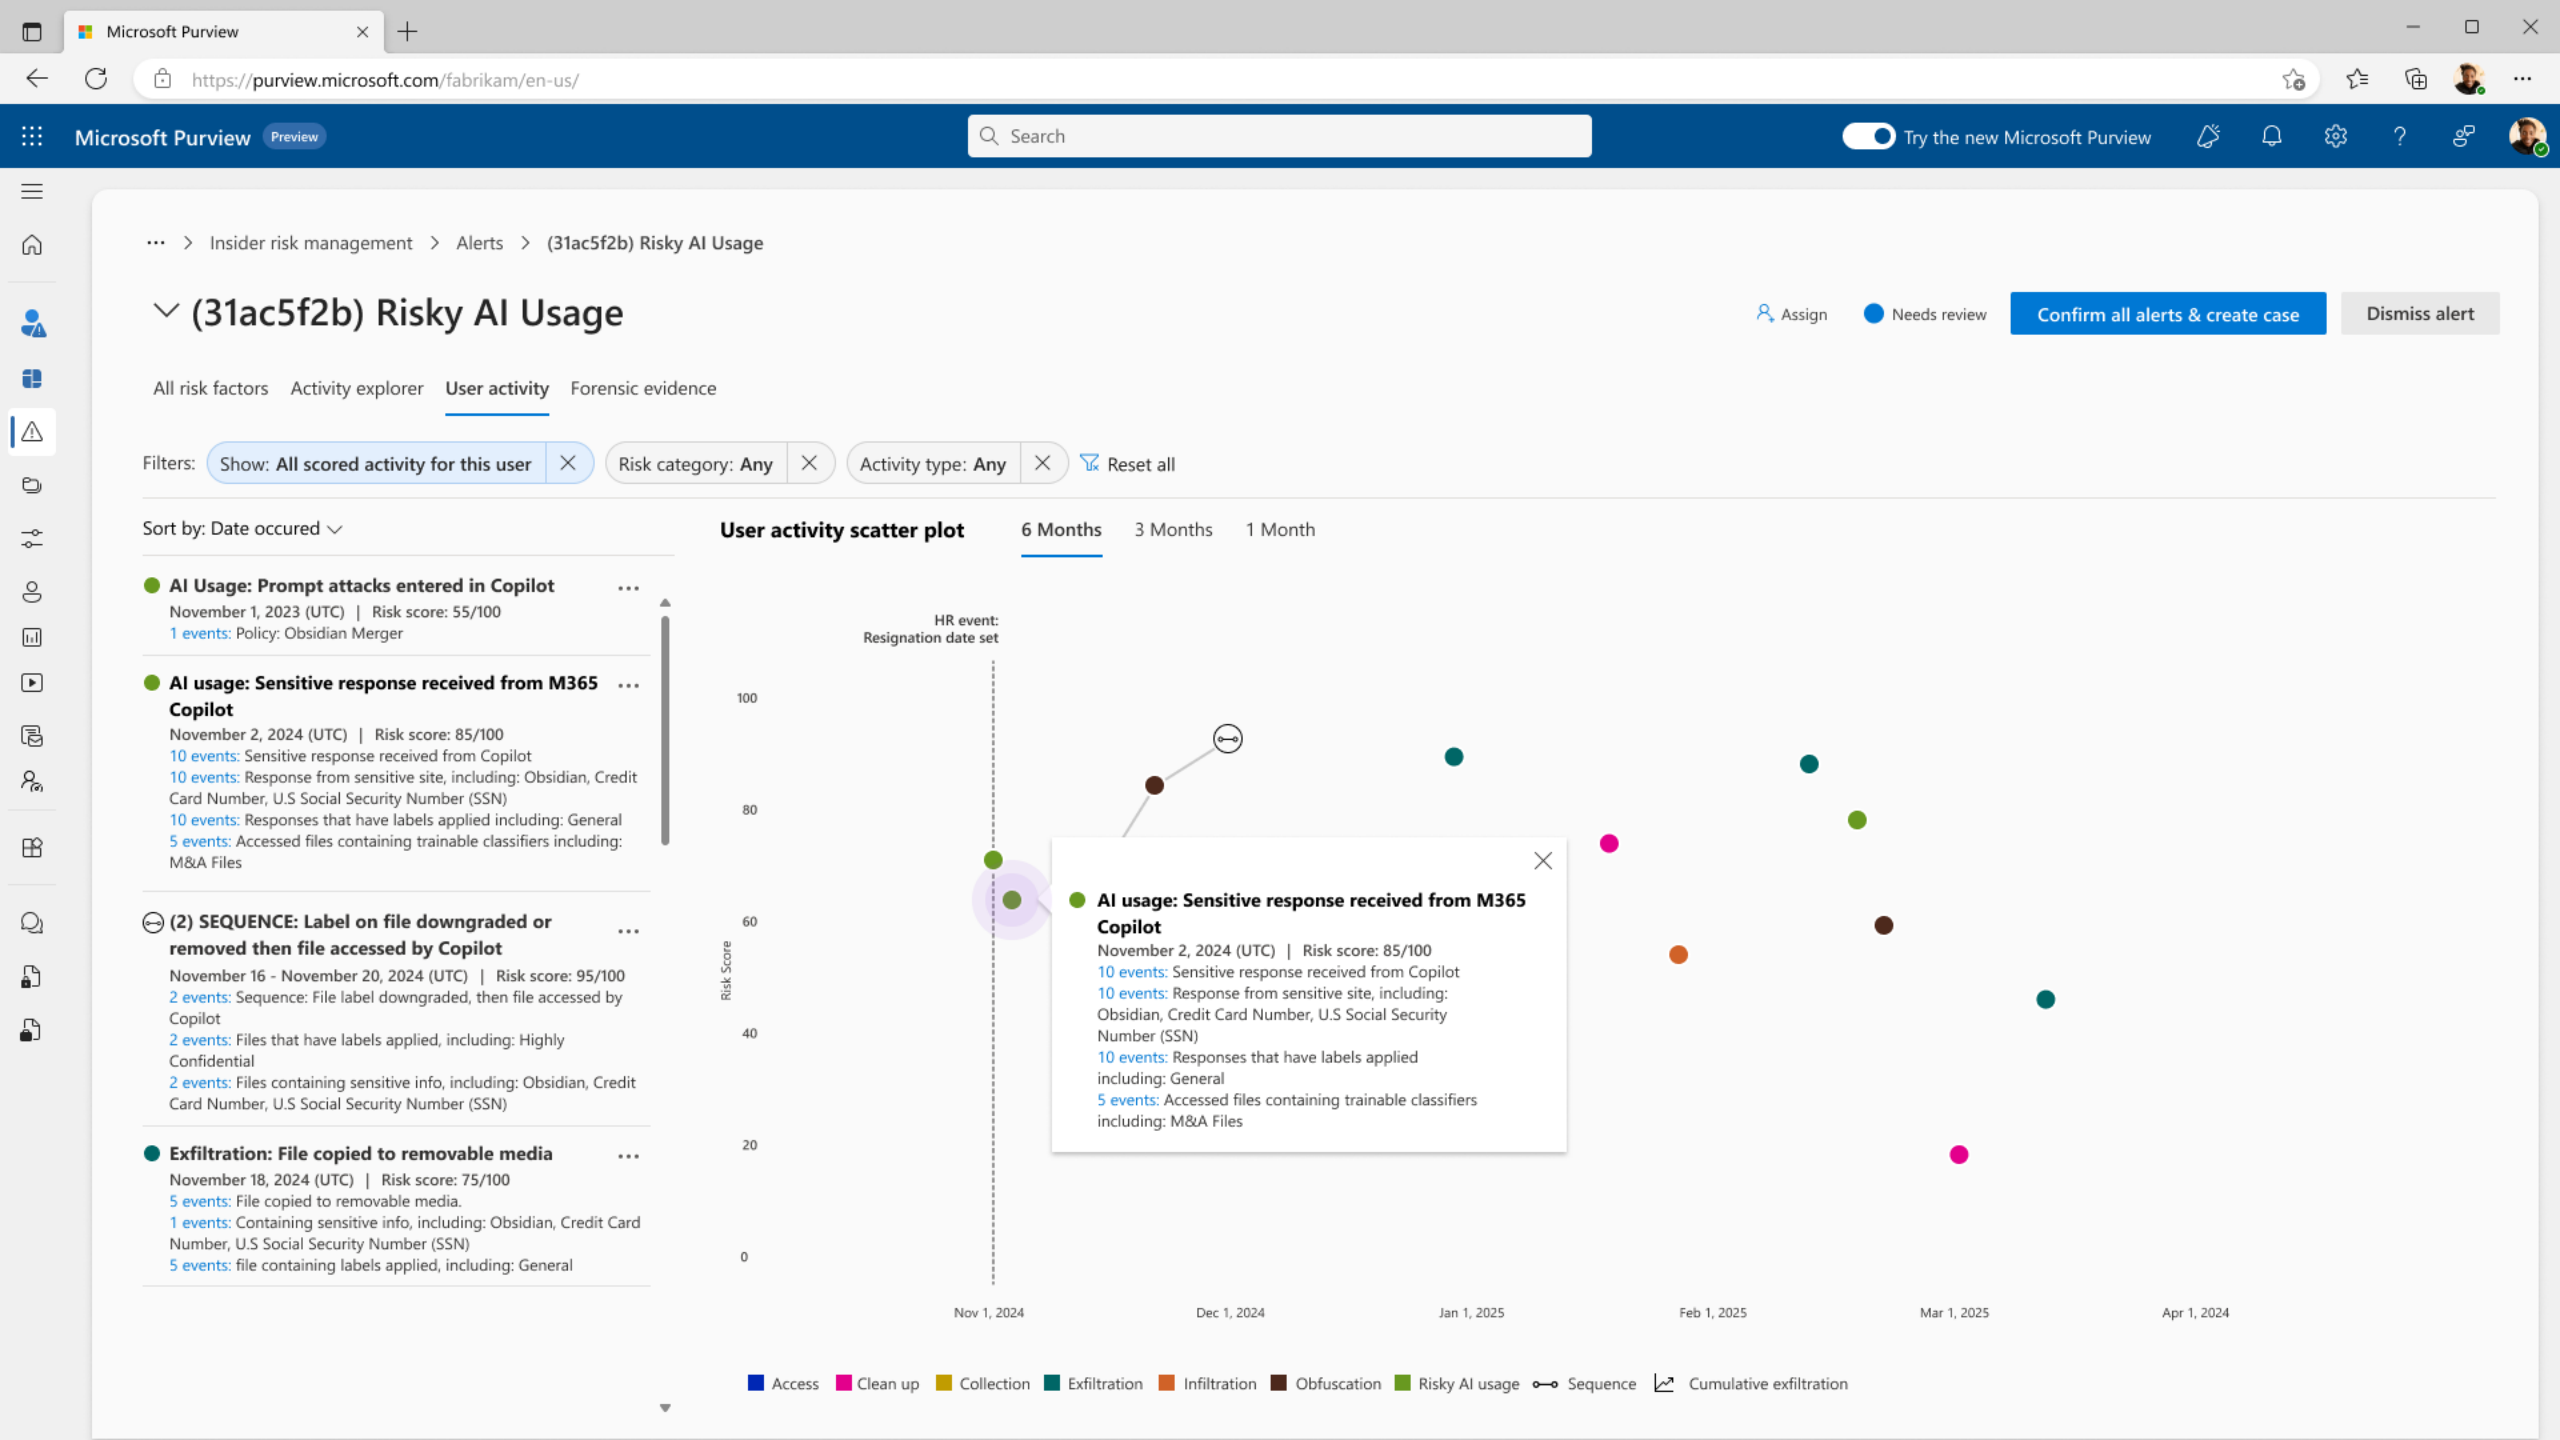 Microsoft Purview
https://purview.microsoft.com/fabrikam/en-us/
Microsoft Purview Preview
Search
Try the new Microsoft Purview
Insider risk management > Alerts > (31ac5f2b) Risky AI Usage
(31ac5f2b) Risky AI Usage
Assign
Needs review
Confirm all alerts & create case
Dismiss alert
All risk factors
Activity explorer
User activity
Forensic evidence
Filters:
Show: All scored activity for this user
Risk category: Any
Activity type: Any
Reset all
Sort by: Date occured
AI Usage: Prompt attacks entered in Copilot
November 1, 2023 (UTC) | Risk score: 55/100
1 events: Policy: Obsidian Merger
AI usage: Sensitive response received from M365
Copilot
November 2, 2024 (UTC) | Risk score: 85/100
10 events: Sensitive response received from Copilot
10 events: Response from sensitive site, including: Obsidian, Credit
Card Number, U.S Social Security Number (SSN)
10 events: Responses that have labels applied including: General
5 events: Accessed files containing trainable classifiers including:
M&A Files
(2) SEQUENCE: Label on file downgraded or
removed then file accessed by Copilot
November 16 - November 20, 2024 (UTC) | Risk score: 95/100
2 events: Sequence: File label downgraded, then file accessed by
Copilot
2 events: Files that have labels applied, including: Highly
Confidential
2 events: Files containing sensitive info, including: Obsidian, Credit
Card Number, U.S Social Security Number (SSN)
Exfiltration: File copied to removable media
November 18, 2024 (UTC) | Risk score: 75/100
5 events: File copied to removable media.
1 events: Containing sensitive info, including: Obsidian, Credit Card
Number, U.S Social Security Number (SSN)
5 events: file containing labels applied, including: General
User activity scatter plot
6 Months
3 Months
1 Month
HR event:
Resignation date set
100
80
60
40
20
0
Risk Score
AI usage: Sensitive response received from M365
Copilot
November 2, 2024 (UTC) | Risk score: 85/100
10 events: Sensitive response received from Copilot
10 events: Response from sensitive site, including:
Obsidian, Credit Card Number, U.S Social Security
Number (SSN)
10 events: Responses that have labels applied
including: General
5 events: Accessed files containing trainable classifiers
including: M&A Files
Nov 1, 2024
Dec 1, 2024
Jan 1, 2025
Feb 1, 2025
Mar 1, 2025
Apr 1, 2024
Access
Clean up
Collection
Exfiltration
Infiltration
Obfuscation
Risky AI usage
Sequence
Cumulative exfiltration